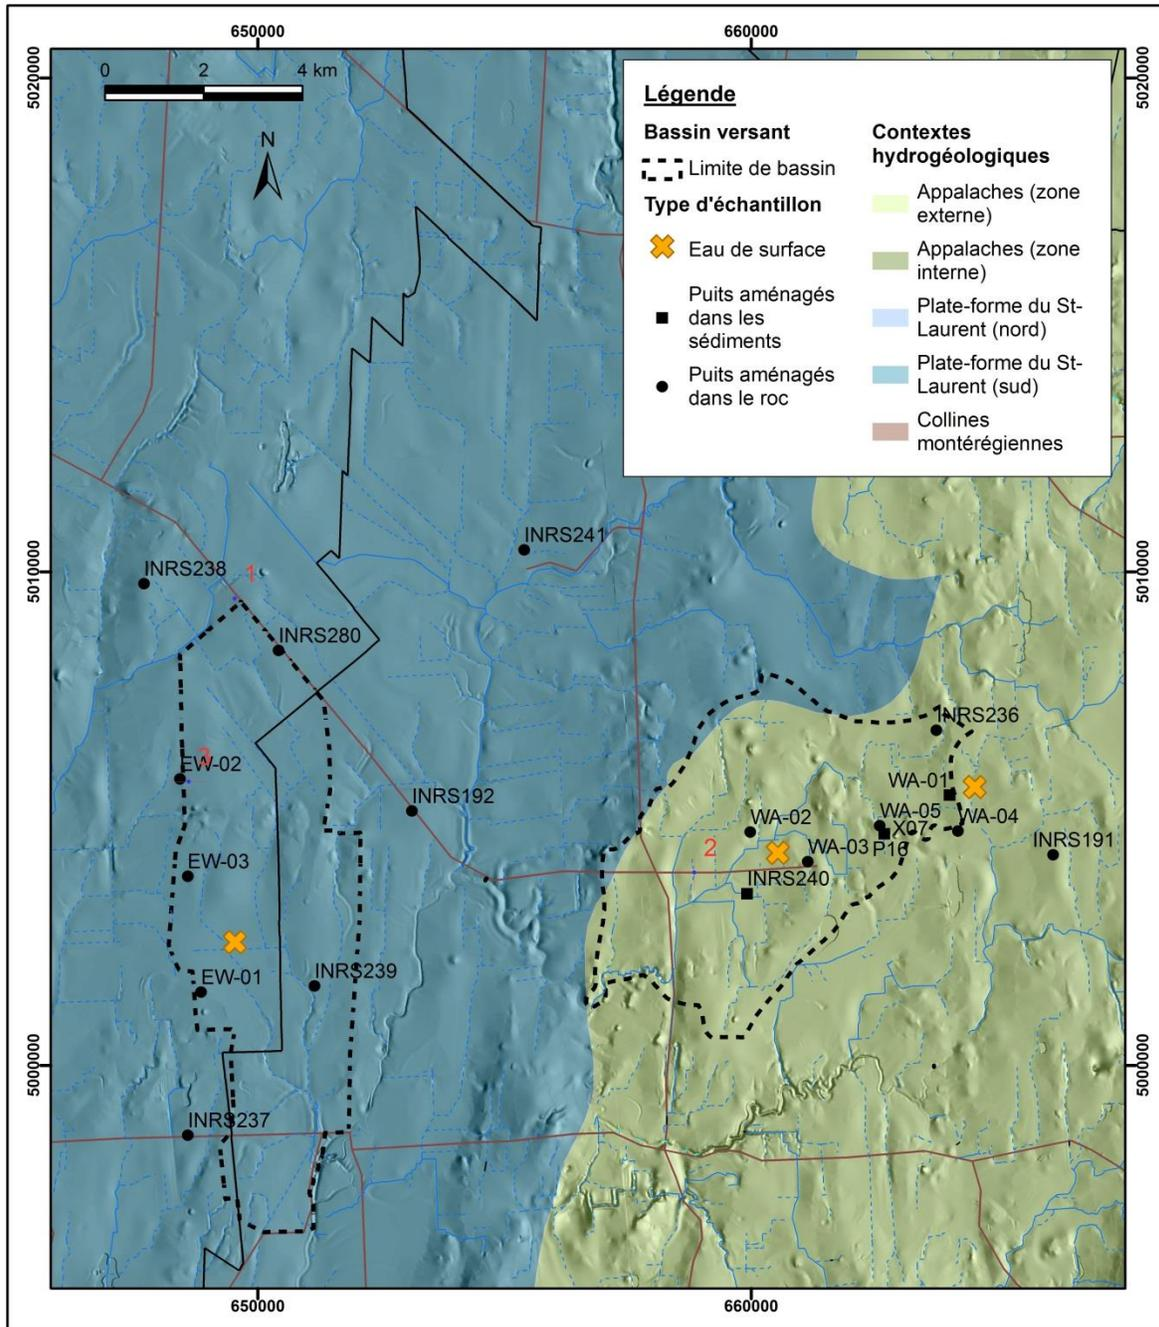 650000
660000
5020000
5020000
0 2 4 km
N
Légende
Bassin versant
Limite de bassin
Type d'échantillon
Eau de surface
Puits aménagés
dans les
sédiments
Puits aménagés
dans le roc
Contextes
hydrogéologiques
Appalaches (zone
externe)
Appalaches (zone
interne)
Plate-forme du St-
Laurent (nord)
Plate-forme du St-
Laurent (sud)
Collines
montérégiennes
INRS241
5010000
5010000
INRS238
1
INRS280
INRS236
3
EW-02
WA-01
INRS192
WA-02
WA-05
X07
WA-04
EW-03
2
WA-03
P16
INRS191
INRS240
EW-01
INRS239
5000000
5000000
INRS237
650000
660000